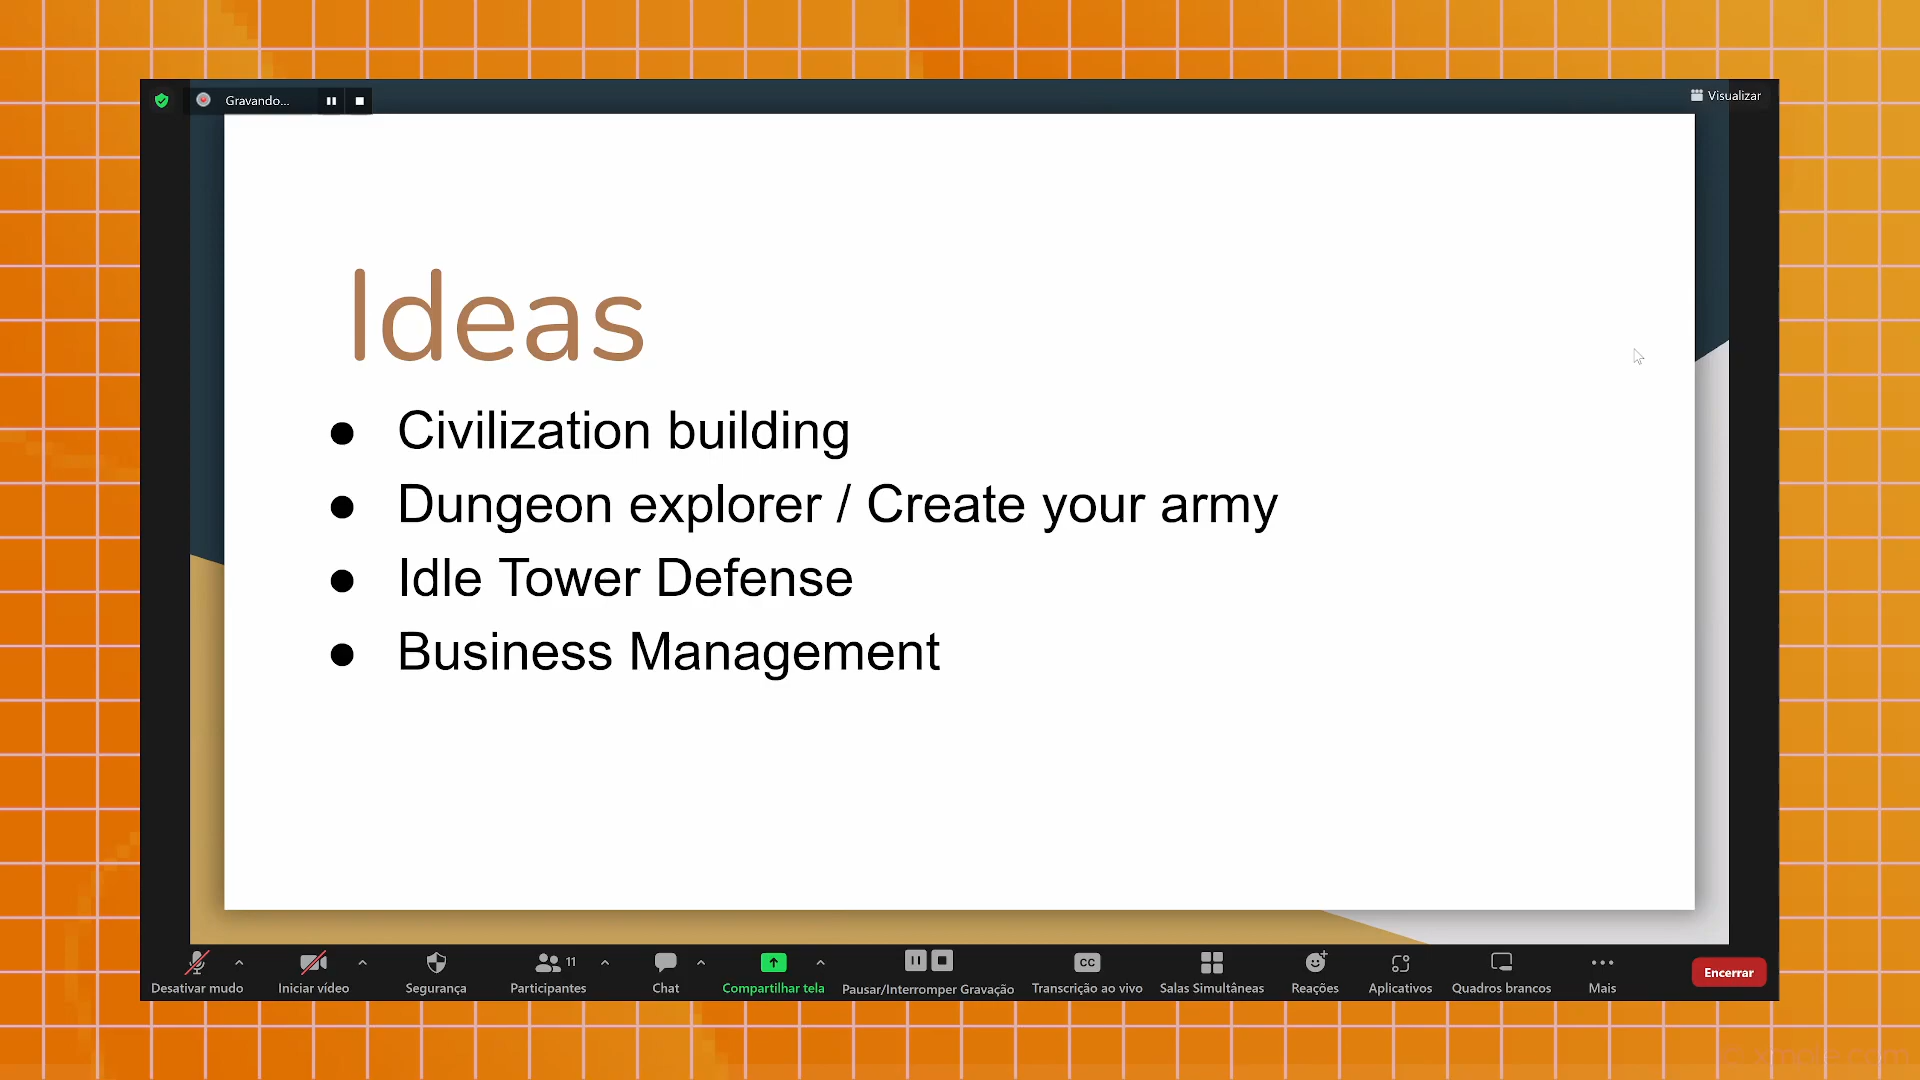 Gravando...
Visualizar
Ideas
● Civilization building
● Dungeon explorer / Create your army
● Idle Tower Defense
● Business Management
11
CC
Desativar mudo
Iniciar vídeo
Segurança
Participantes
Chat
Compartilhar tela
Pausar/Interromper Gravação
Transcrição ao vivo
Salas Simultâneas
Reações
Aplicativos
Quadros brancos
Mais
Encerrar